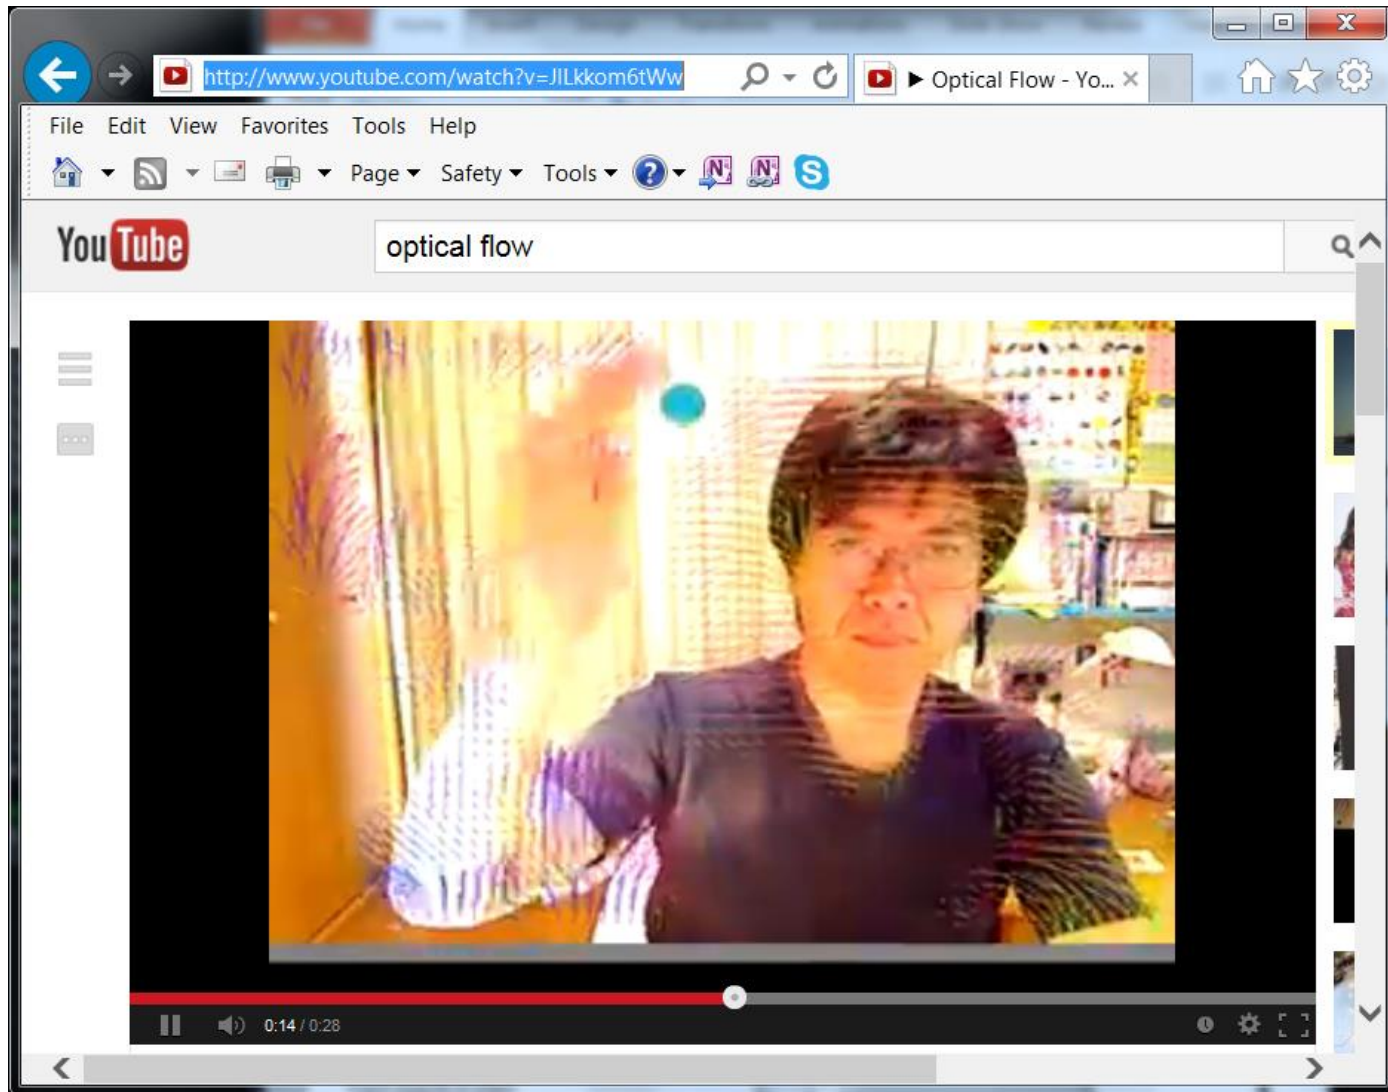 http://www.youtube.com/watch?v=JILkkom6tWw
▶ Optical Flow - Yo...
File Edit View Favorites Tools Help
Page Safety Tools
YouTube
optical flow
0:14 / 0:28